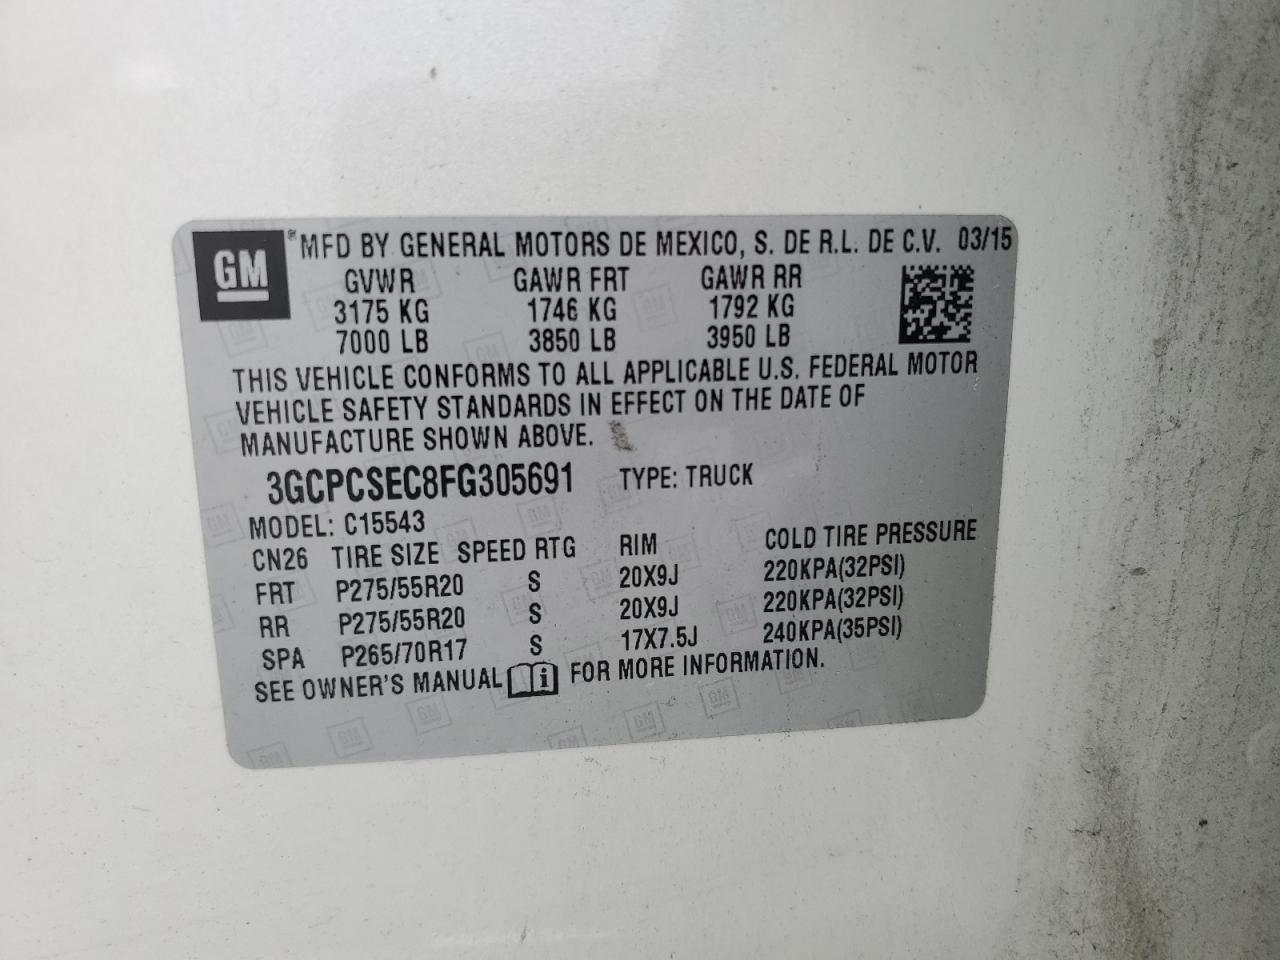 GM ® MFD BY GENERAL MOTORS DE MEXICO, S. DE R.L. DE C.V. 03/15
GVWR GAWR FRT GAWR RR
3175 KG 1746 KG 1792 KG
7000 LB 3850 LB 3950 LB
THIS VEHICLE CONFORMS TO ALL APPLICABLE U.S. FEDERAL MOTOR
VEHICLE SAFETY STANDARDS IN EFFECT ON THE DATE OF
MANUFACTURE SHOWN ABOVE.
3GCPCSEC8FG305691 TYPE: TRUCK
MODEL: C15543
CN26 TIRE SIZE SPEED RTG RIM COLD TIRE PRESSURE
FRT P275/55R20 S 20X9J 220KPA(32PSI)
RR P275/55R20 S 20X9J 220KPA(32PSI)
SPA P265/70R17 S 17X7.5J 240KPA(35PSI)
SEE OWNER'S MANUAL i FOR MORE INFORMATION.